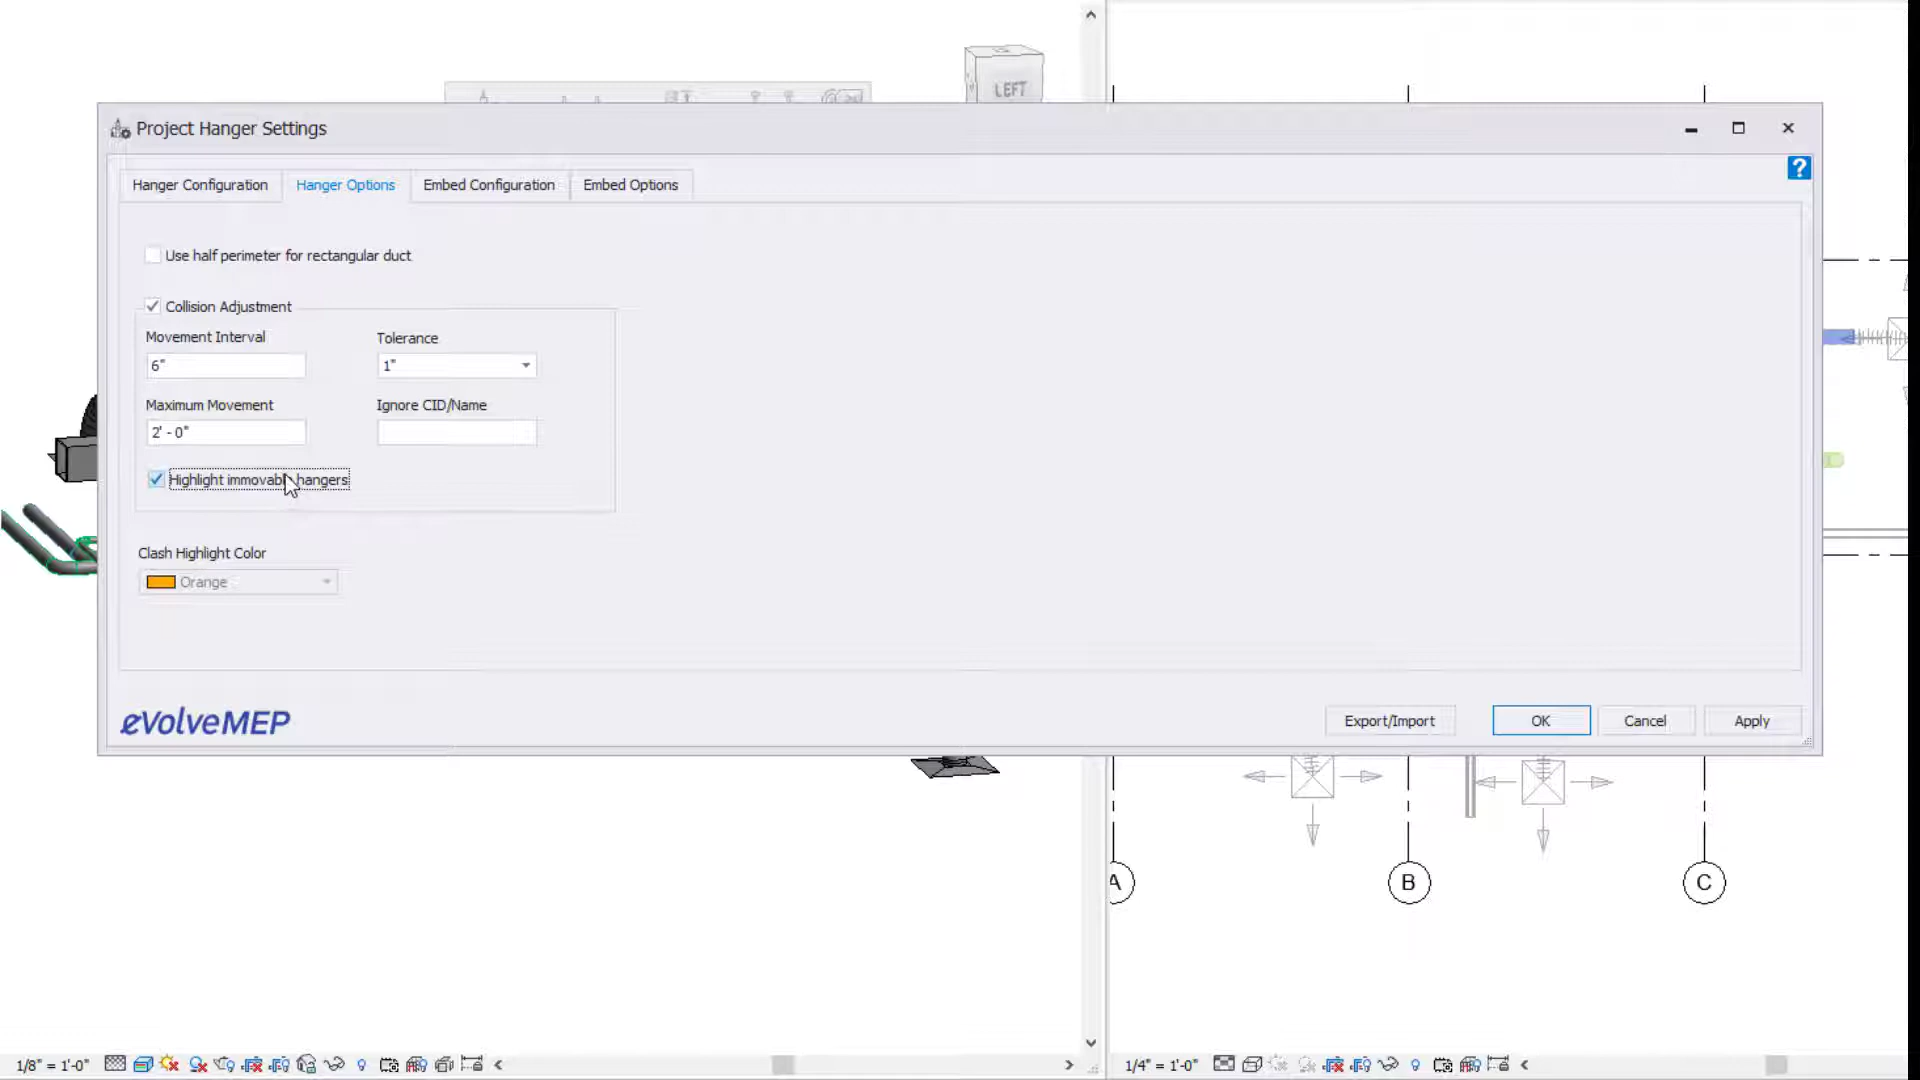 LEFT
Project Hanger Settings
?
Hanger Configuration
Hanger Options
Embed Configuration
Embed Options
Use half perimeter for rectangular duct
Collision Adjustment
Movement Interval
Tolerance
6"
1"
Maximum Movement
Ignore CID/Name
2' - 0"
Highlight immovable hangers
Clash Highlight Color
Orange
eVolveMEP
Export/Import
OK
Cancel
Apply
A
B
C
1/8" = 1'-0"
1/4" = 1'-0"